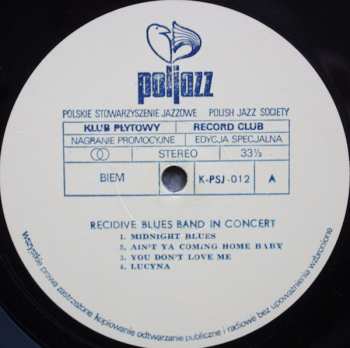 poljazz
POLSKIE STOWARZYSZENIE JAZZOWE POLISH JAZZ SOCIETY
KLUB PŁYTOWY RECORD CLUB
NAGRANIE PROMOCYJNE EDYCJA SPECJALNA
STEREO 33⅓
BIEM K-PSJ-012 A
RECIDIVE BLUES BAND IN CONCERT
1. MIDNIGHT BLUES
2. AIN'T YA COMING HOME BABY
3. YOU DON'T LOVE ME
4. LUCYNA
Wszystkie prawa zastrzeżone kopiowanie odtwarzanie publiczne i radiowe bez upoważnienia wzbronione